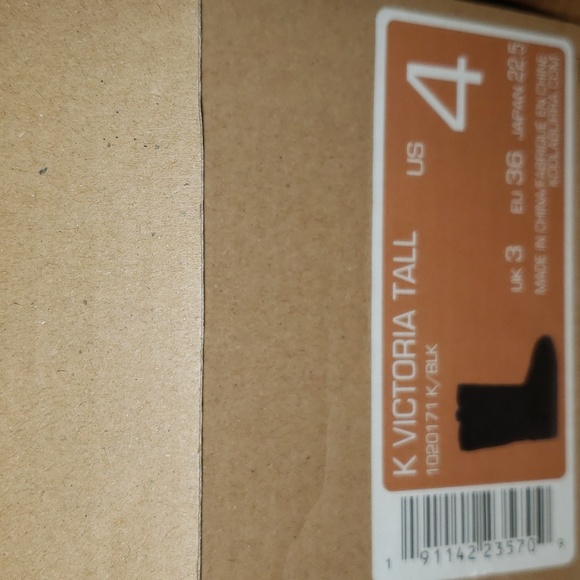 K VICTORIA TALL
1020171 K/BLK
US 4
UK 3 EU 36 JAPAN 22.5
MADE IN CHINA/FABRIQUÉ EN CHINE
KOOLABURRA.COM
1 91142 23570 9